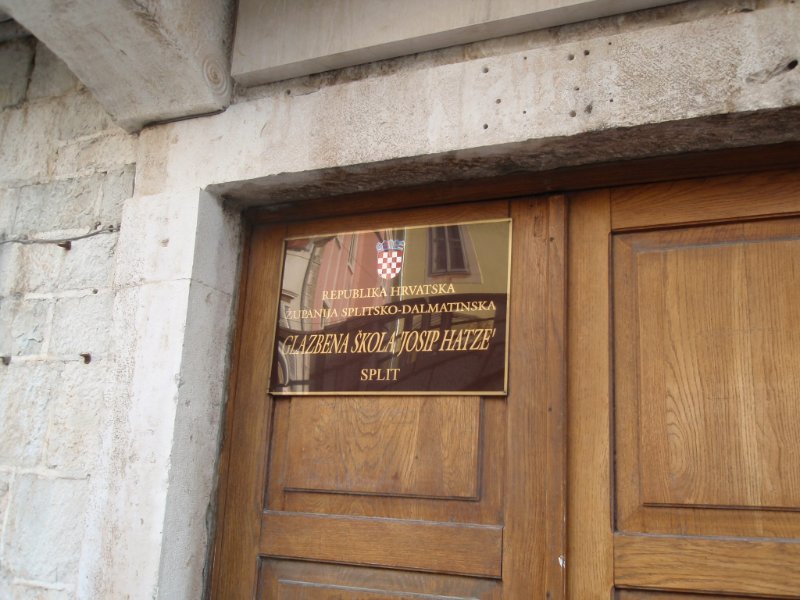 REPUBLIKA HRVATSKA
ŽUPANIJA SPLITSKO-DALMATINSKA
GLAZBENA ŠKOLA "JOSIP HATZE"
SPLIT